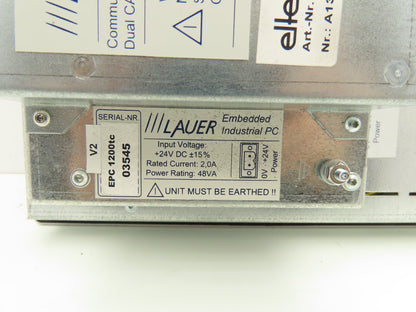 Commu
Dual CA
elte
Art.-Nr.
Nr.: A13
SERIAL-NR.
V2
EPC 1200tc
03545
LAUER
Embedded
Industrial PC
Input Voltage:
+24V DC ±15%
Rated Current: 2,0A
Power Rating: 48VA
0V +24V
Power
UNIT MUST BE EARTHED !!
Power